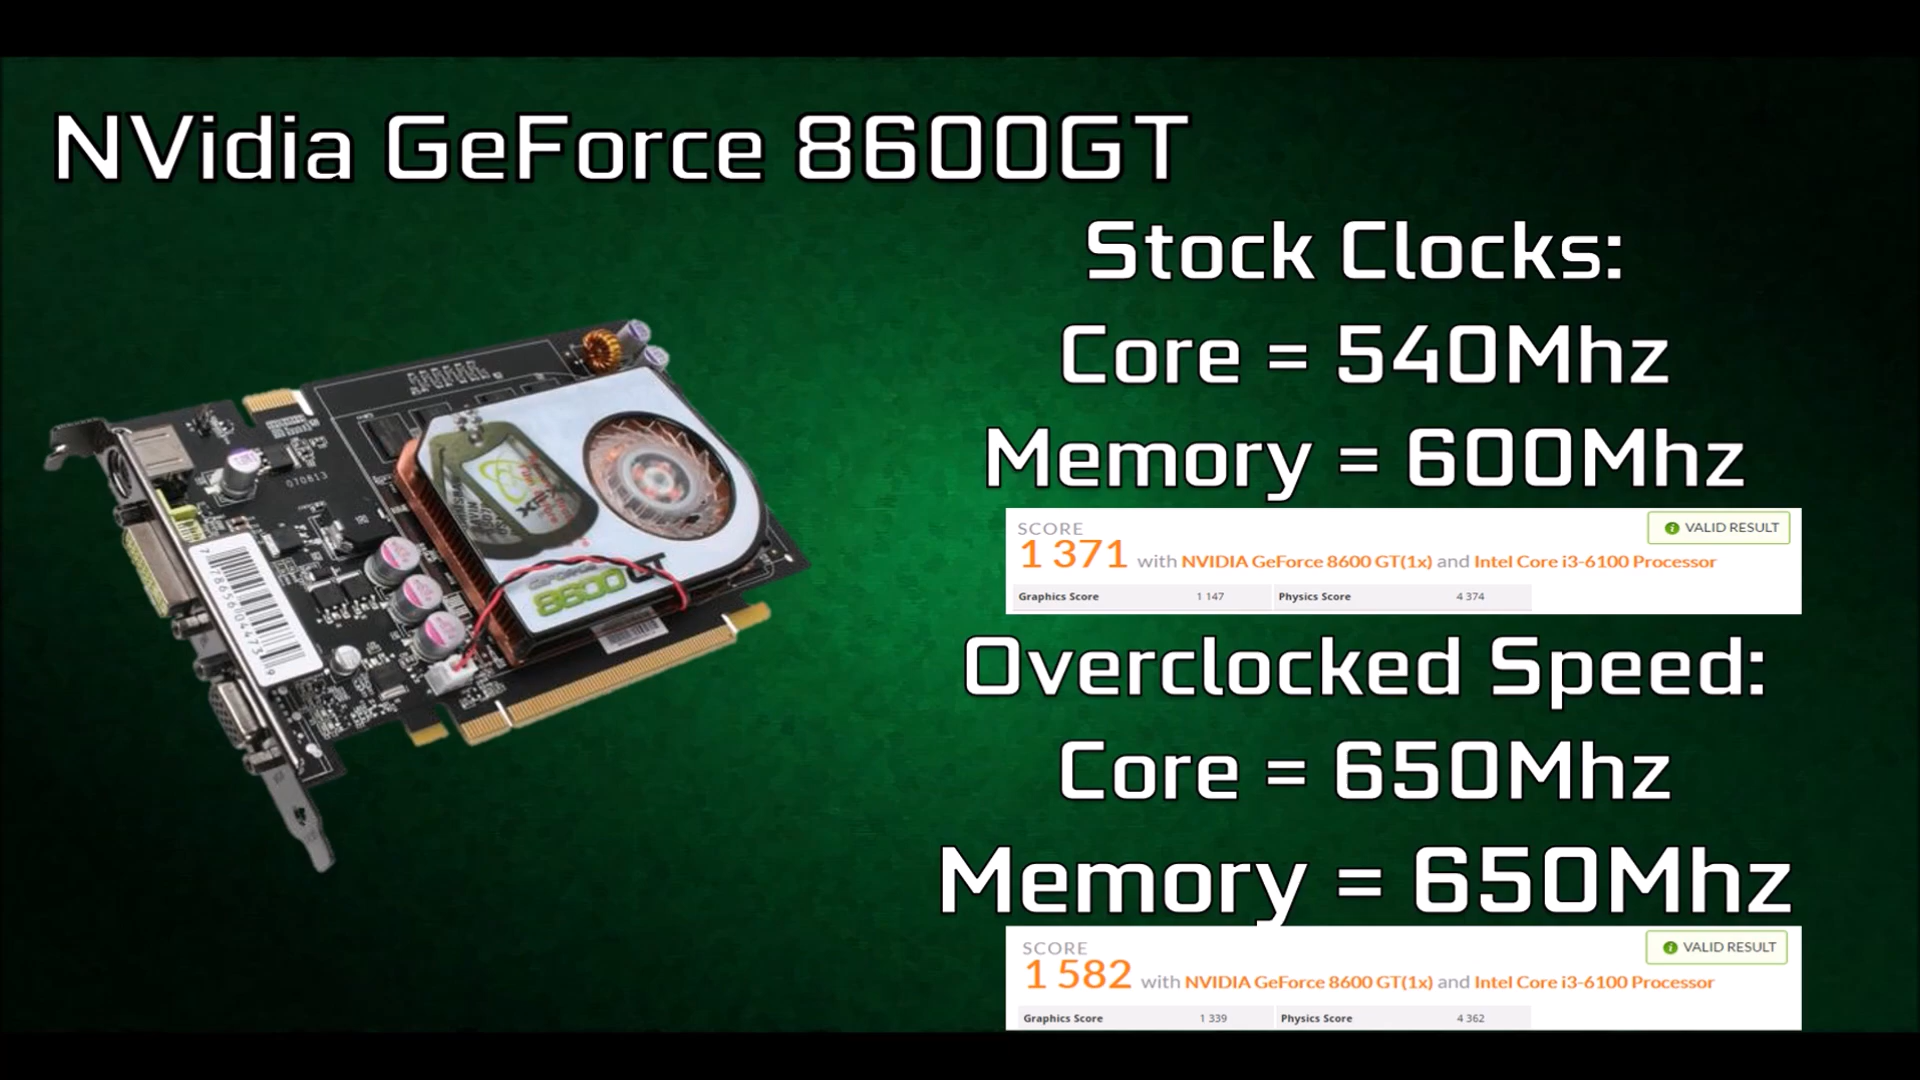 NVidia GeForce 8600GT
Stock Clocks:
Core = 540Mhz
Memory = 600Mhz
SCORE
VALID RESULT
1 371 with NVIDIA GeForce 8600 GT(1x) and Intel Core i3-6100 Processor
Graphics Score 1 147 Physics Score 4 374
Overclocked Speed:
Core = 650Mhz
Memory = 650Mhz
SCORE
VALID RESULT
1 582 with NVIDIA GeForce 8600 GT(1x) and Intel Core i3-6100 Processor
Graphics Score 1 339 Physics Score 4 362
070813
8600 GT